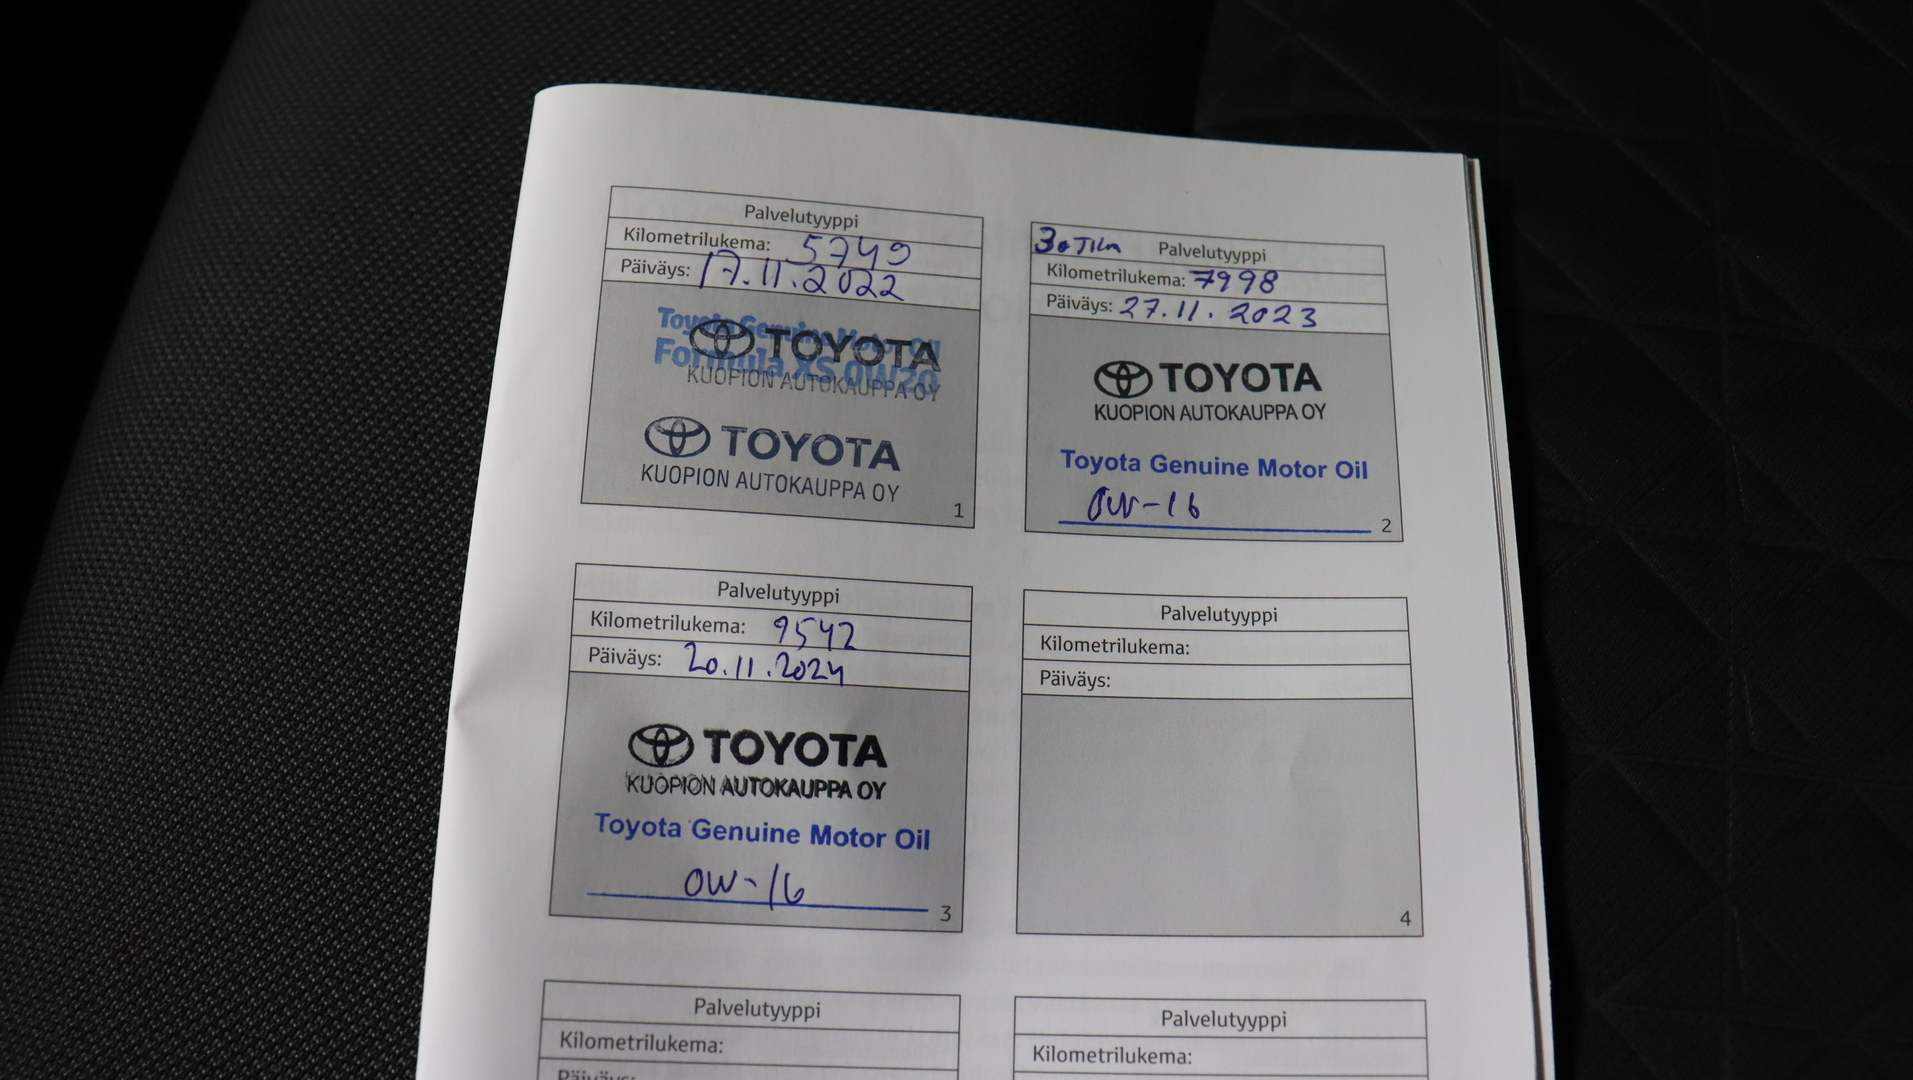 Palvelutyyppi
Kilometrilukema: 5749
Päiväys: 17.11.2022
Toyota Genuine Motor Oil
Formula XS 0W20
TOYOTA
KUOPION AUTOKAUPPA OY
TOYOTA
KUOPION AUTOKAUPPA OY
1
30 TKm Palvelutyyppi
Kilometrilukema: 7998
Päiväys: 27.11.2023
TOYOTA
KUOPION AUTOKAUPPA OY
Toyota Genuine Motor Oil
0W-16
2
Palvelutyyppi
Kilometrilukema: 9542
Päiväys: 20.11.2024
TOYOTA
KUOPION AUTOKAUPPA OY
Toyota Genuine Motor Oil
0W-16
3
Palvelutyyppi
Kilometrilukema:
Päiväys:
4
Palvelutyyppi
Kilometrilukema:
Päiväys:
Palvelutyyppi
Kilometrilukema: